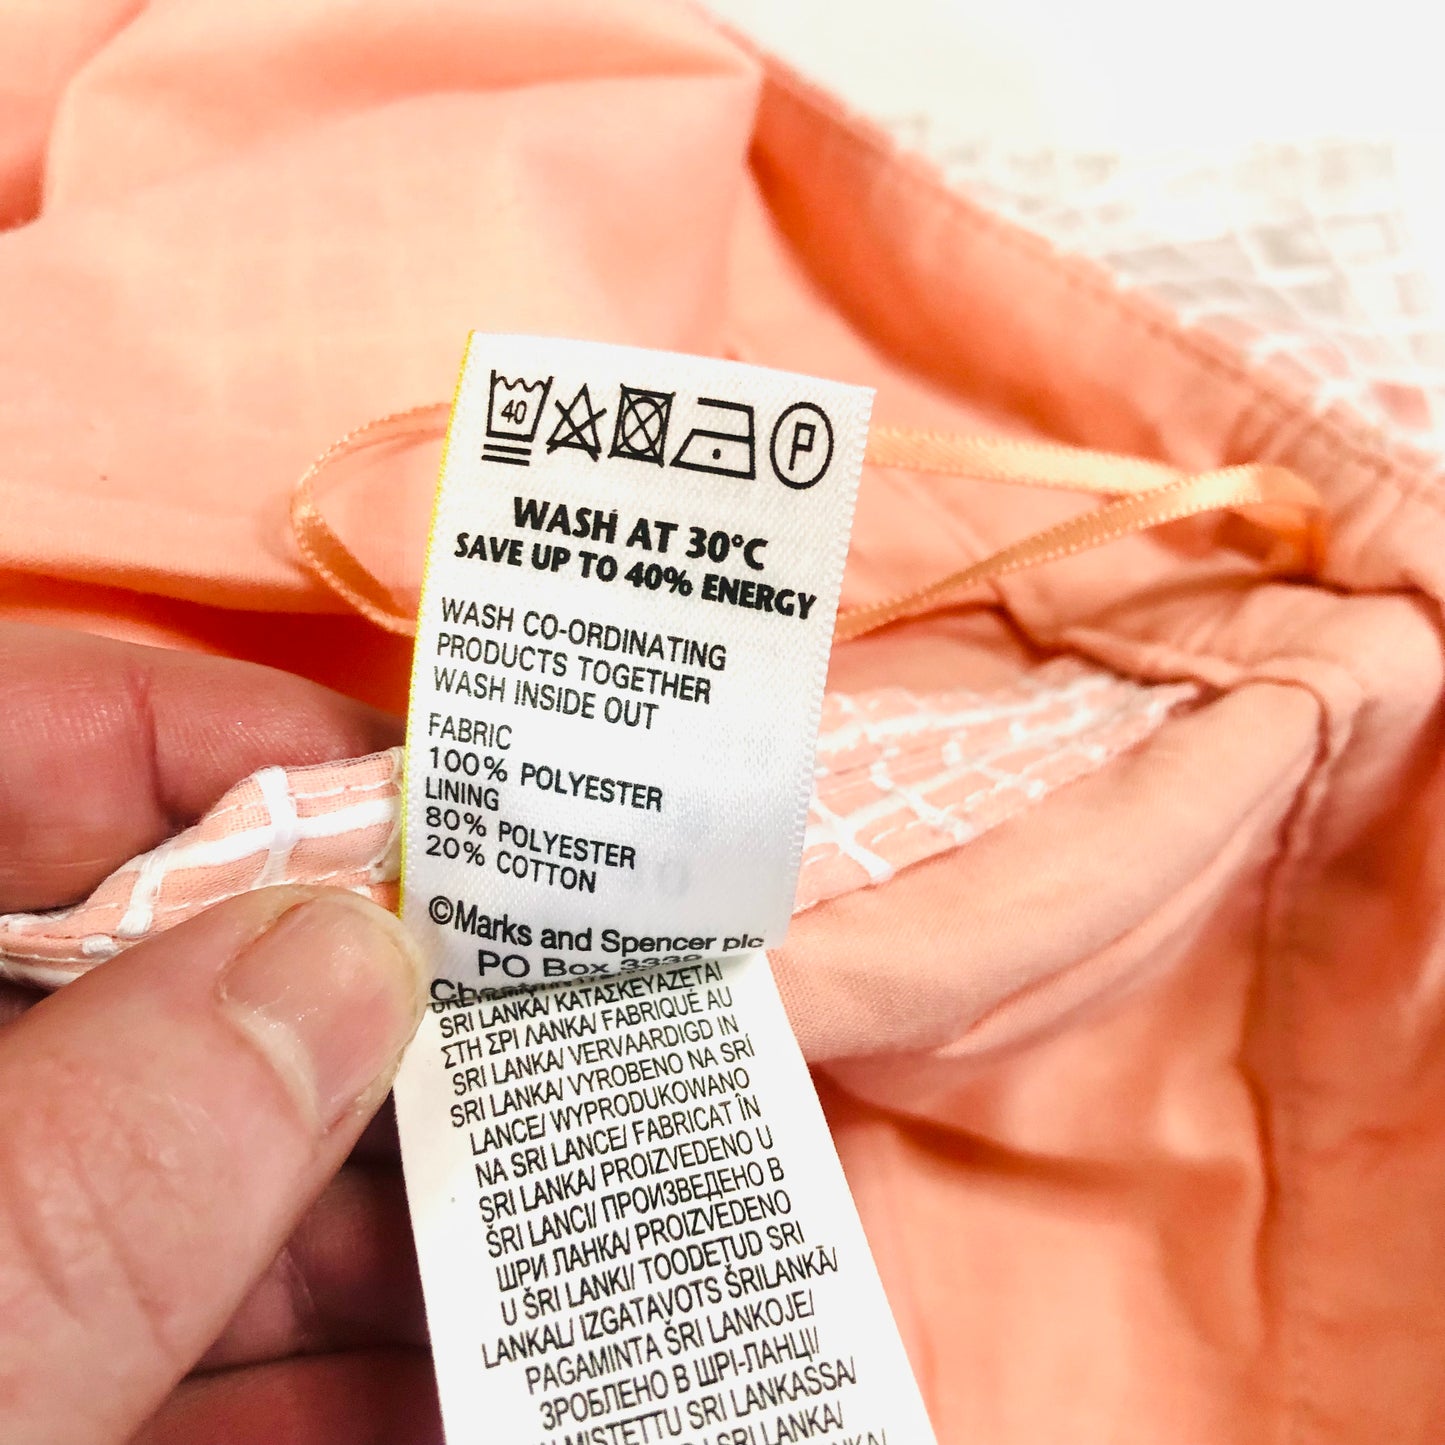 40
P
WASH AT 30°C
SAVE UP TO 40% ENERGY
WASH CO-ORDINATING
PRODUCTS TOGETHER
WASH INSIDE OUT
FABRIC
100% POLYESTER
LINING
80% POLYESTER
20% COTTON
©Marks and Spencer plc
PO Box 3339
SRI LANKA/ ΚΑΤΑΣΚΕΥΑΖΕΤΑΙ
ΣΤΗ ΣΡΙ ΛΑΝΚΑ/ FABRIQUÉ AU
SRI LANKA/ VERVAARDIGD IN
SRI LANKA/ VYROBENO NA SRÍ
LANCE/ WYPRODUKOWANO
NA SRI LANCE/ FABRICAT ÎN
SRI LANKA/ PROIZVEDENO U
ŠRI LANCI/ ПРОИЗВЕДЕНО В
ШРИ ЛАНКА/ PROIZVEDENO
U ŠRI LANKI/ TOODETUD SRI
LANKAL/ IZGATAVOTS ŠRILANKĀ/
PAGAMINTA ŠRI LANKOJE/
ЗРОБЛЕНО В ШРІ-ЛАНЦІ/
MISTETTU SRI LANKASSA/
SRI LANKA/